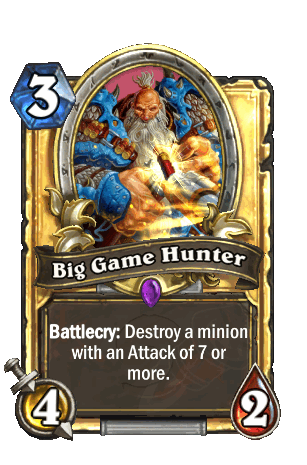 3
Big Game Hunter
Battlecry: Destroy a minion
with an Attack of 7 or
more.
4
2